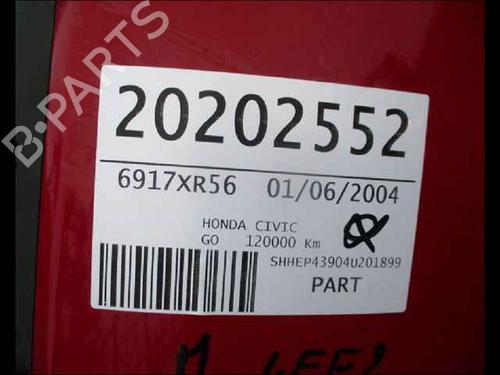 B-PARTS
20202552
6917XR56 01/06/2004
HONDA CIVIC
GO 120000 Km
SHHEP43904U201899
PART